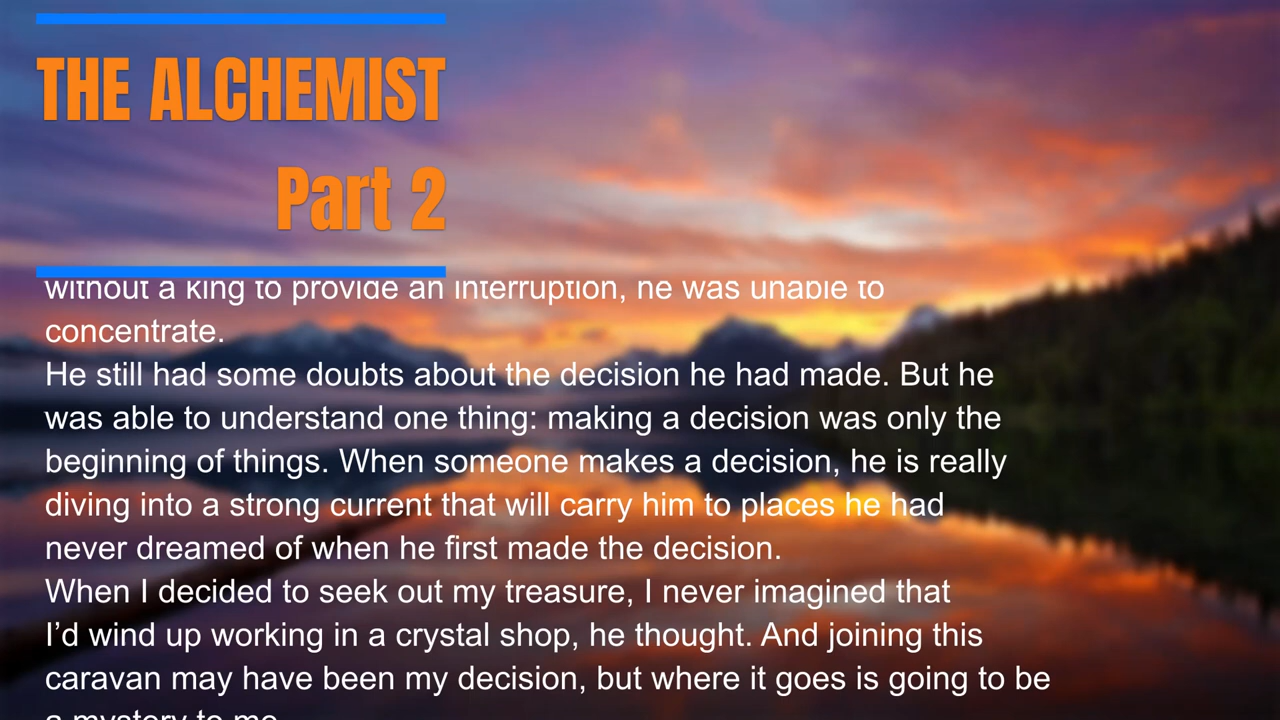 THE ALCHEMIST
Part 2
without a king to provide an interruption, he was unable to
concentrate.
He still had some doubts about the decision he had made. But he
was able to understand one thing: making a decision was only the
beginning of things. When someone makes a decision, he is really
diving into a strong current that will carry him to places he had
never dreamed of when he first made the decision.
When I decided to seek out my treasure, I never imagined that
I’d wind up working in a crystal shop, he thought. And joining this
caravan may have been my decision, but where it goes is going to be
a mystery to me.